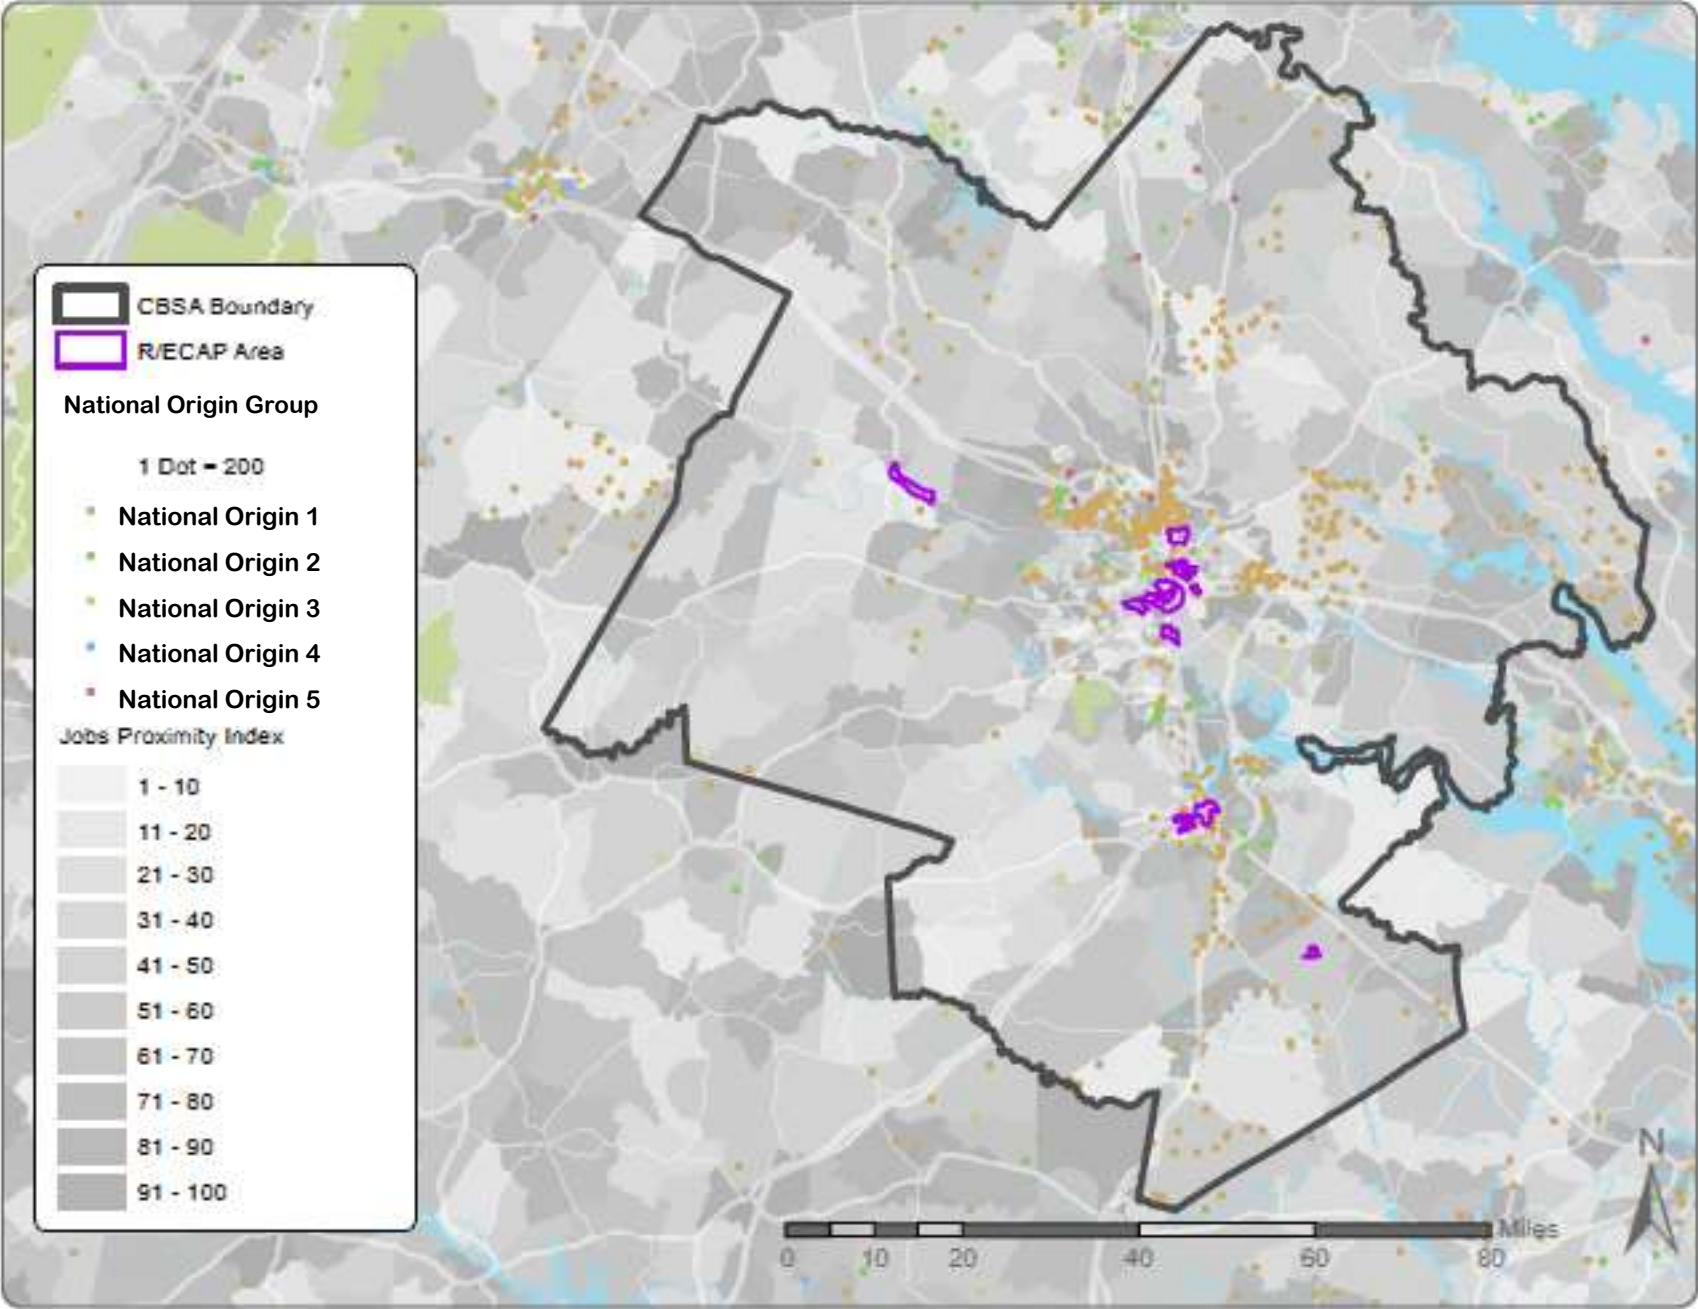 CBSA Boundary
R/ECAP Area
National Origin Group
1 Dot = 200
National Origin 1
National Origin 2
National Origin 3
National Origin 4
National Origin 5
Jobs Proximity Index
1 - 10
11 - 20
21 - 30
31 - 40
41 - 50
51 - 60
61 - 70
71 - 80
81 - 90
91 - 100
N
Miles
0 10 20 40 60 80